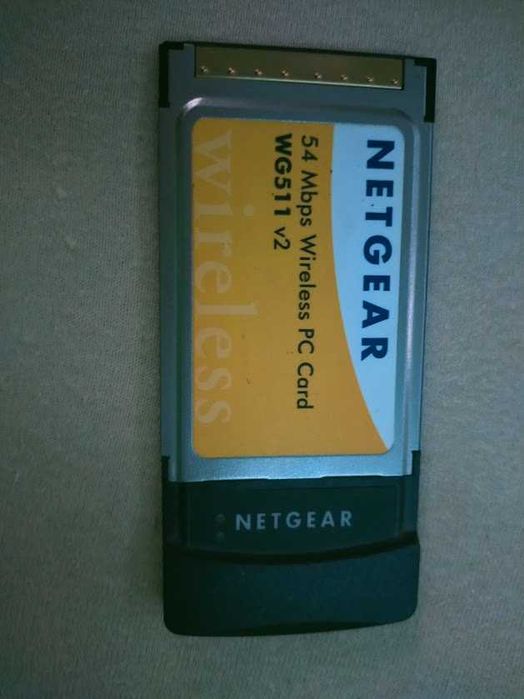 NETGEAR
54 Mbps Wireless PC Card
WG511 v2
wireless
NETGEAR